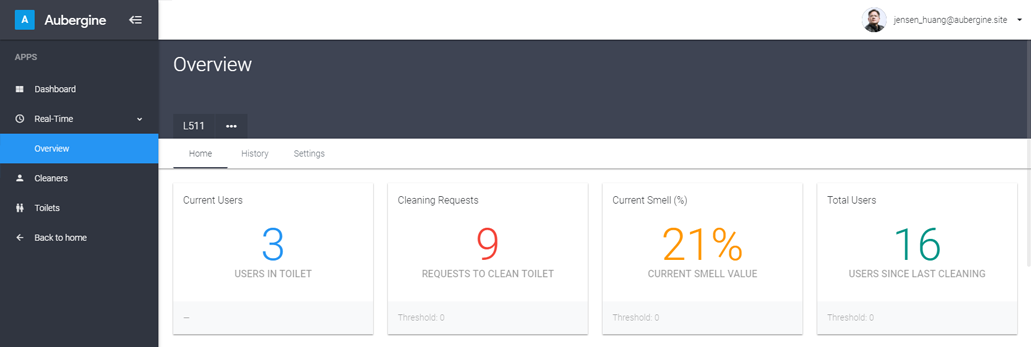 A Aubergine
jensen_huang@aubergine.site
APPS
Dashboard
Real-Time
Overview
Cleaners
Toilets
Back to home
Overview
L511 •••
Home History Settings
Current Users
3
USERS IN TOILET
—
Cleaning Requests
9
REQUESTS TO CLEAN TOILET
Threshold: 0
Current Smell (%)
21%
CURRENT SMELL VALUE
Threshold: 0
Total Users
16
USERS SINCE LAST CLEANING
Threshold: 0